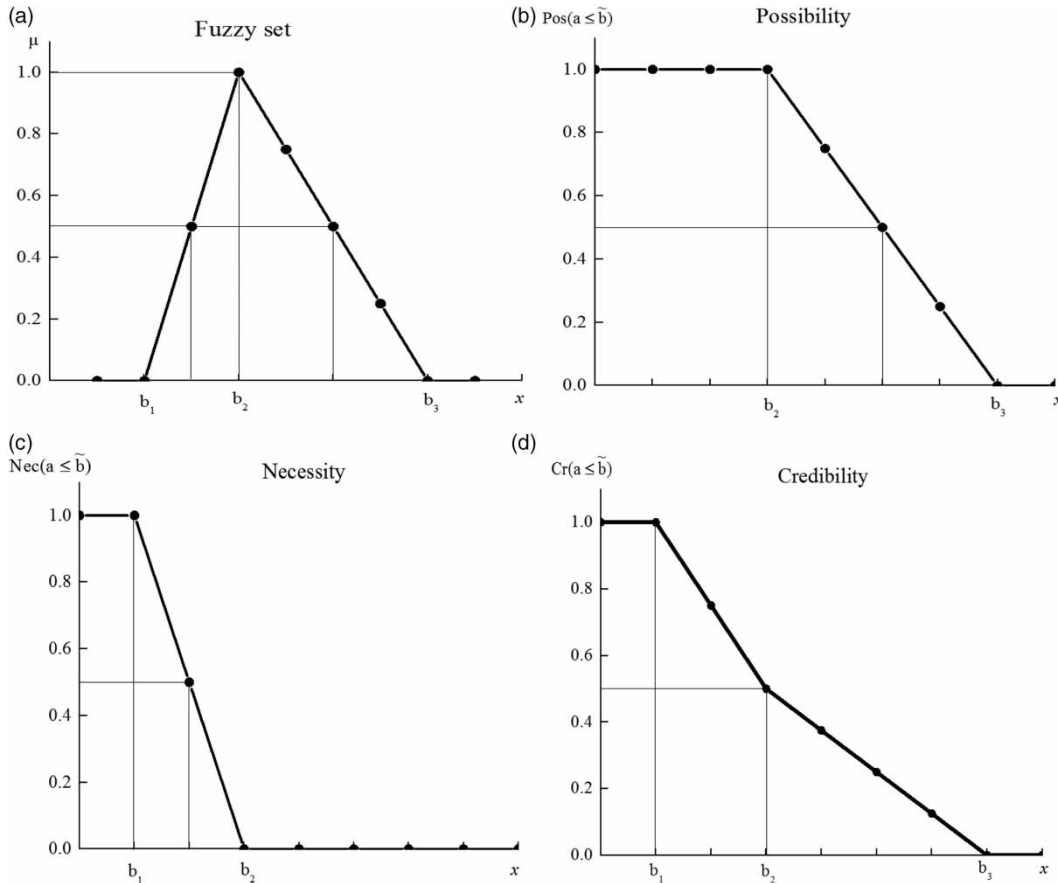 (a)
Fuzzy set
μ
1.0
0.8
0.6
0.4
0.2
0.0
b₁
b₂
b₃
x
(b)
Pos(a ≤ b̃)
Possibility
1.0
0.8
0.6
0.4
0.2
0.0
b₂
b₃
x
(c)
Nec(a ≤ b̃)
Necessity
1.0
0.8
0.6
0.4
0.2
0.0
b₁
b₂
x
(d)
Cr(a ≤ b̃)
Credibility
1.0
0.8
0.6
0.4
0.2
0.0
b₁
b₂
b₃
x